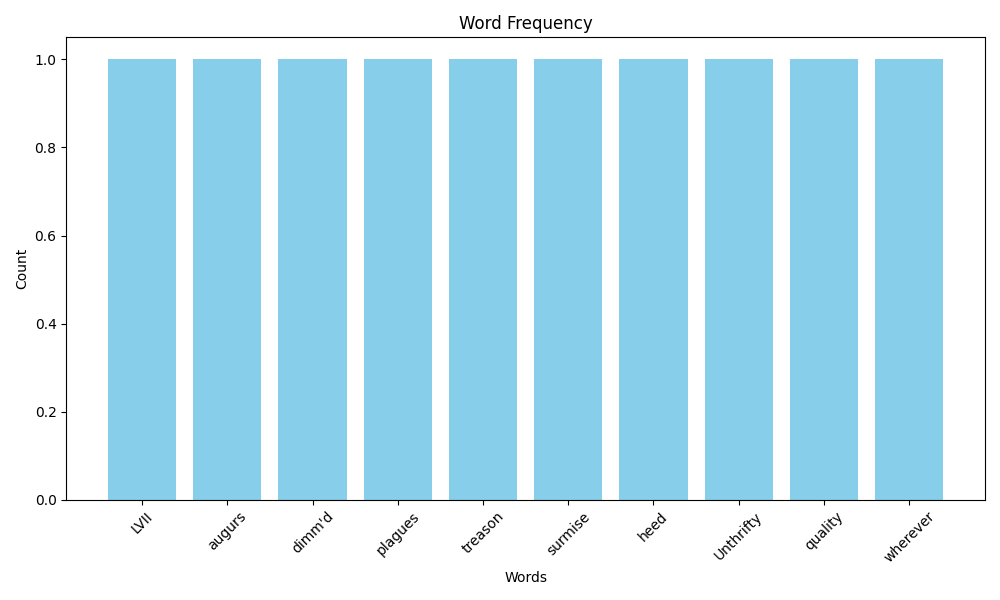 Word Frequency
Count
1.0
0.8
0.6
0.4
0.2
0.0
LVII
augurs
dimm'd
plagues
treason
surmise
heed
Unthrifty
quality
wherever
Words